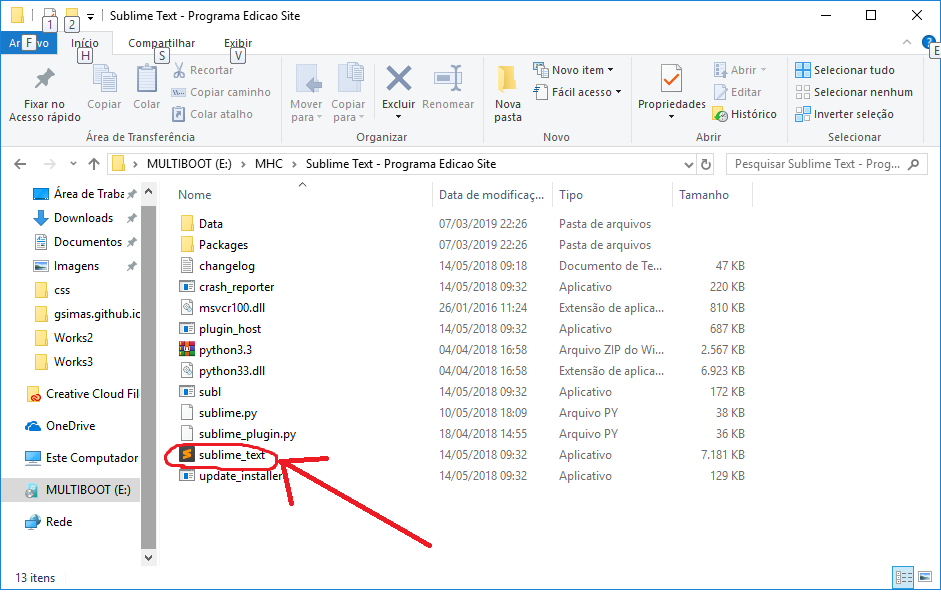 Sublime Text - Programa Edicao Site
1 2
Ar F vo Início Compartilhar Exibir
H S V E
Fixar no
Acesso rápido
Copiar
Colar
Recortar
Copiar caminho
Colar atalho
Área de Transferência
Mover
para
Copiar
para
Excluir
Renomear
Organizar
Nova
pasta
Novo item
Fácil acesso
Novo
Propriedades
Abrir
Editar
Histórico
Abrir
Selecionar tudo
Selecionar nenhum
Inverter seleção
Selecionar
MULTIBOOT (E:) > MHC > Sublime Text - Programa Edicao Site
Pesquisar Sublime Text - Prog...
Área de Traba
Downloads
Documentos
Imagens
css
gsimas.github.io
Works2
Works3
Creative Cloud Fil
OneDrive
Este Computador
MULTIBOOT (E:)
Rede
Nome Data de modificaç... Tipo Tamanho
Data 07/03/2019 22:26 Pasta de arquivos
Packages 07/03/2019 22:26 Pasta de arquivos
changelog 14/05/2018 09:18 Documento de Te... 47 KB
crash_reporter 14/05/2018 09:32 Aplicativo 220 KB
msvcr100.dll 26/01/2016 11:24 Extensão de aplica... 810 KB
plugin_host 14/05/2018 09:32 Aplicativo 687 KB
python3.3 04/04/2018 16:58 Arquivo ZIP do Wi... 2.567 KB
python33.dll 04/04/2018 16:58 Extensão de aplica... 6.923 KB
subl 14/05/2018 09:32 Aplicativo 172 KB
sublime.py 10/05/2018 18:09 Arquivo PY 38 KB
sublime_plugin.py 18/04/2018 14:55 Arquivo PY 36 KB
sublime_text 14/05/2018 09:32 Aplicativo 7.181 KB
update_installer 14/05/2018 09:32 Aplicativo 129 KB
13 itens